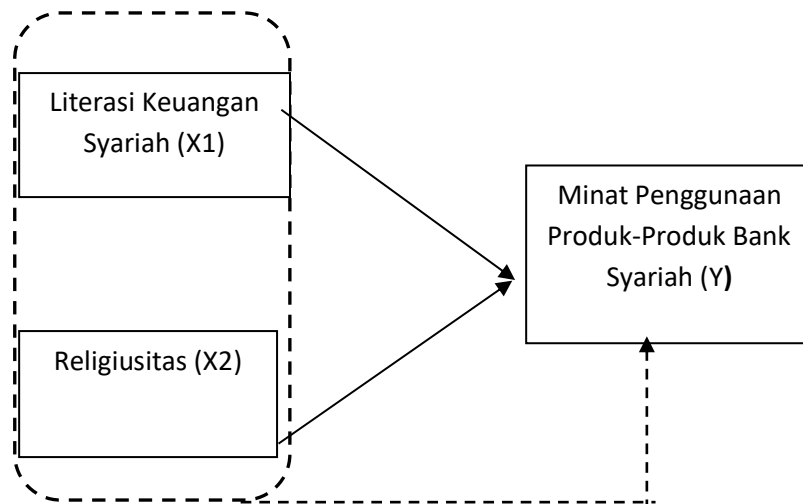 Literasi Keuangan
Syariah (X1)
Minat Penggunaan
Produk-Produk Bank
Syariah (Y)
Religiusitas (X2)